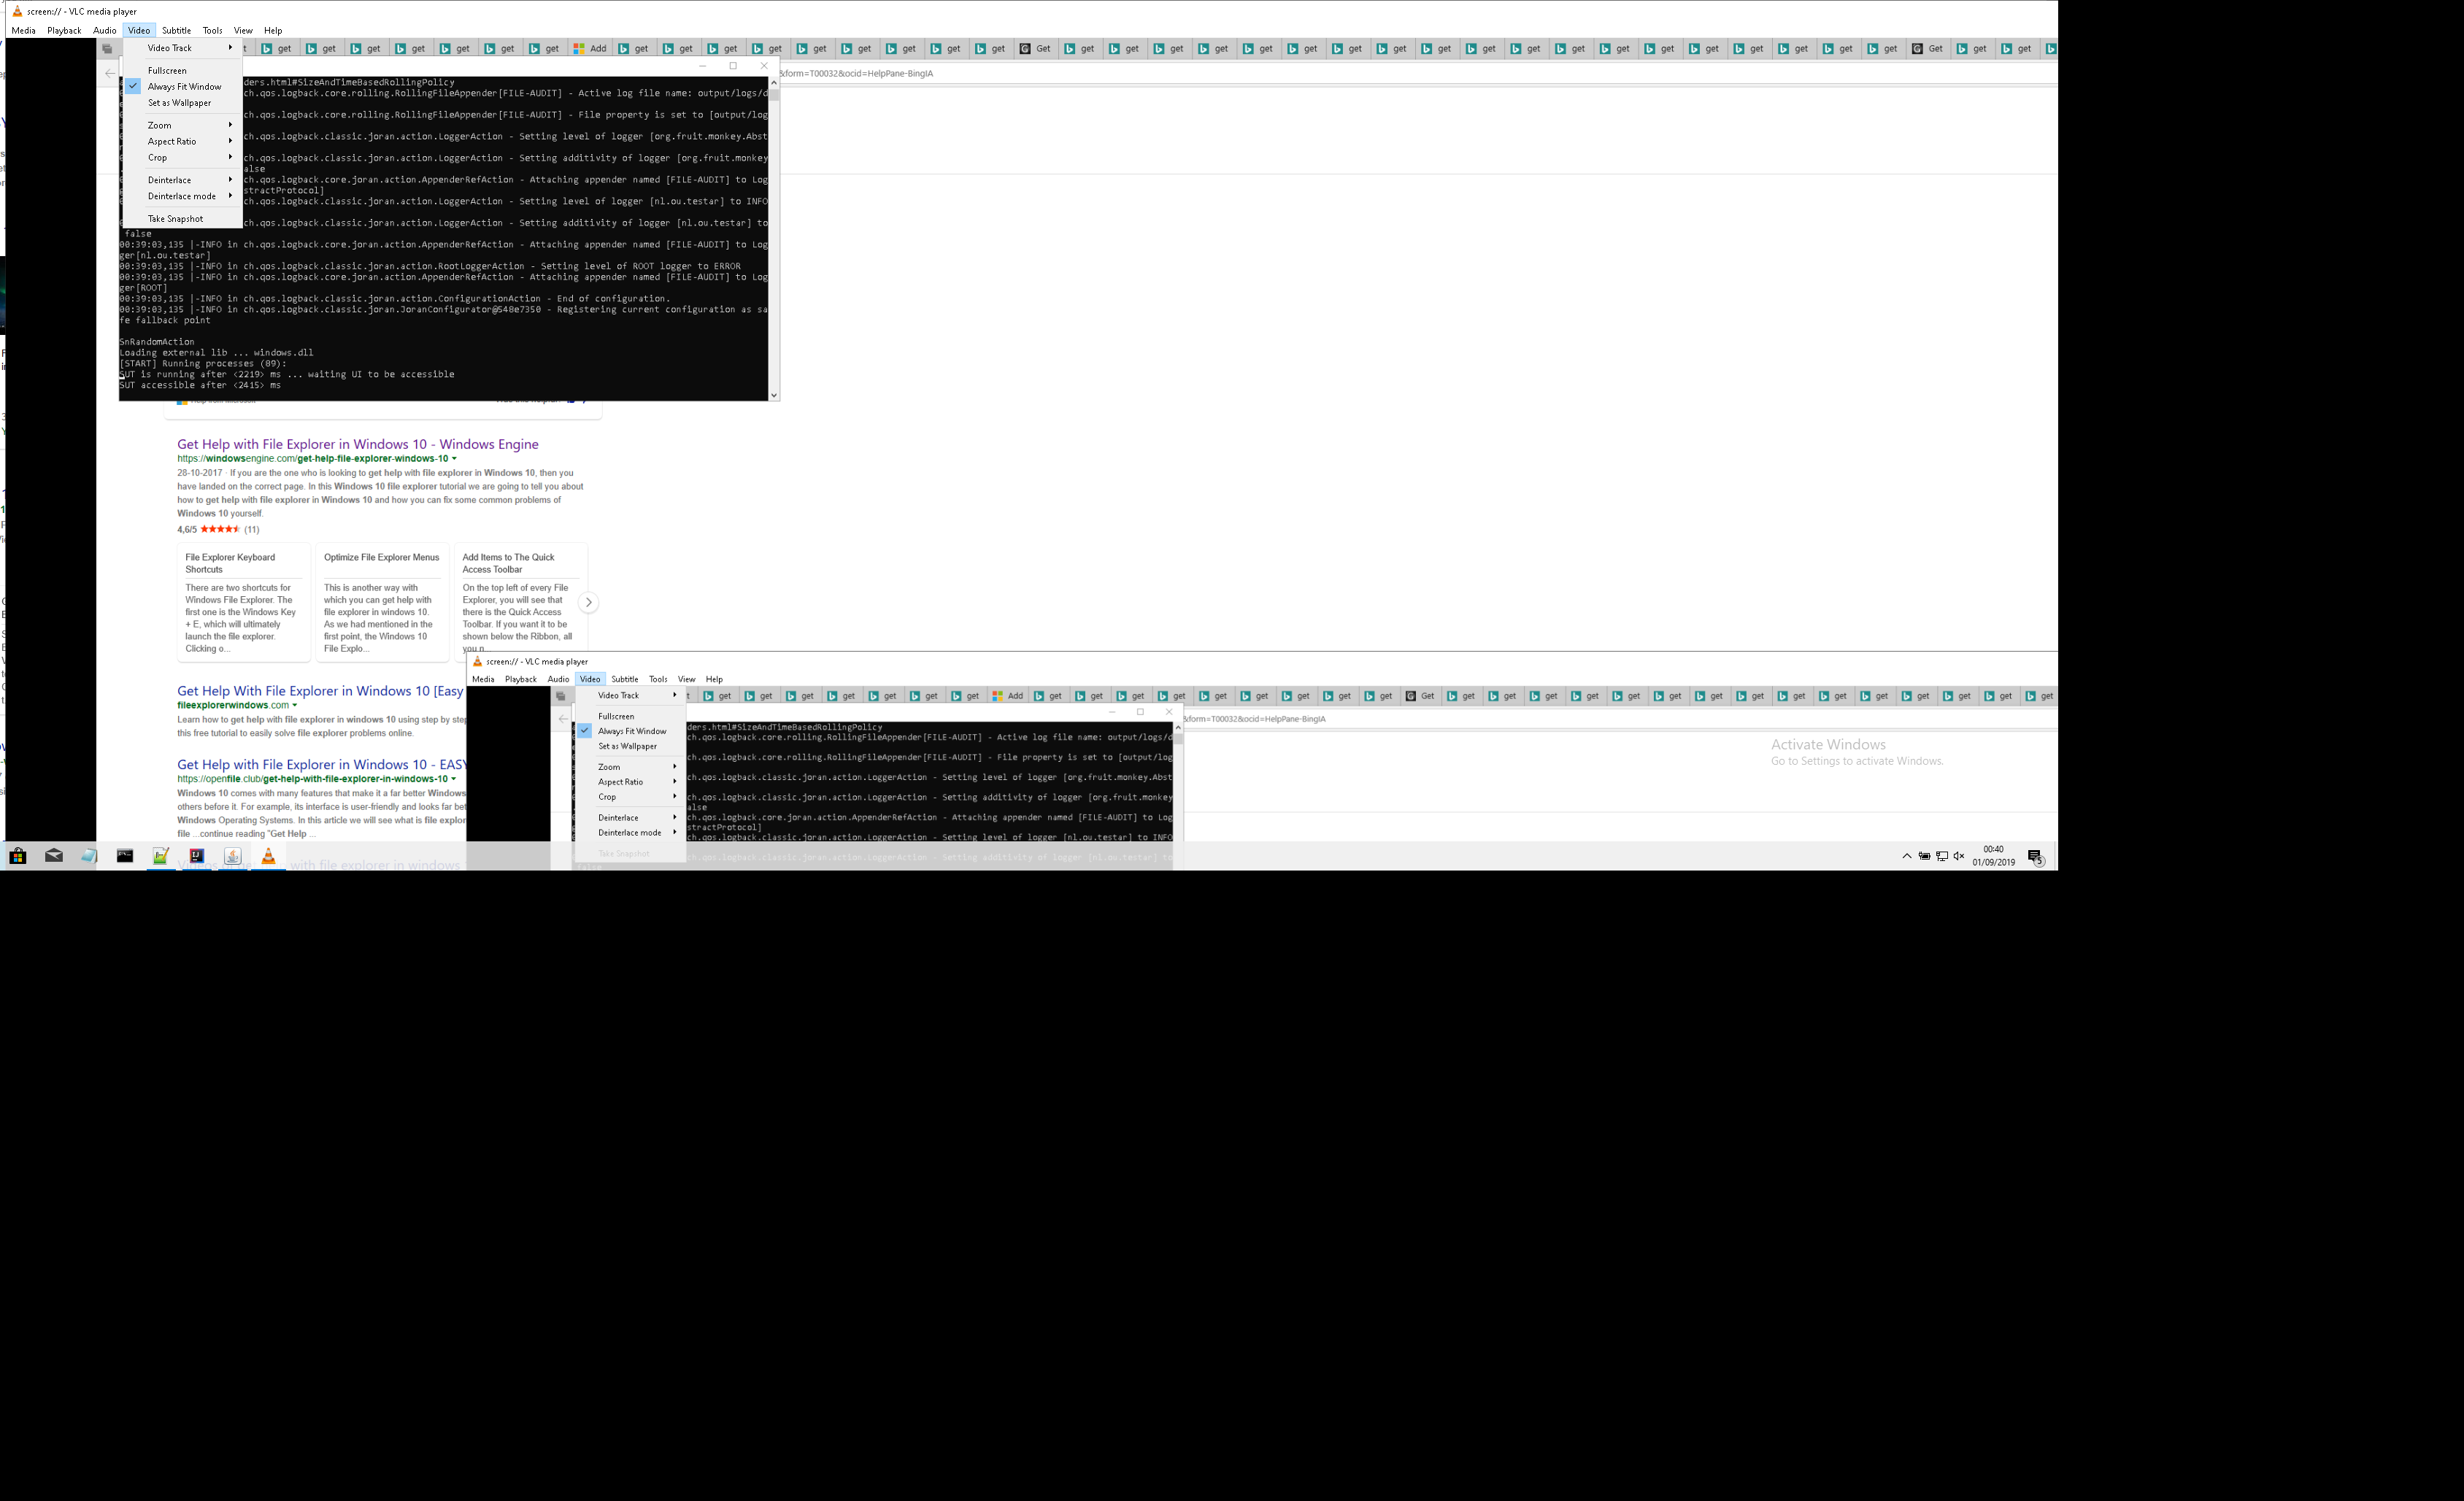 screen:// - VLC media player
Media Playback Audio Video Subtitle Tools View Help
get get get get get get get Add get get get get get get get get get Get get get get get get get get get get get get get get get get get get get get Get get get get
Video Track
Fullscreen
Always Fit Window
Set as Wallpaper
Zoom
Aspect Ratio
Crop
Deinterlace
Deinterlace mode
Take Snapshot
&form=T00032&ocid=HelpPane-BingIA
ders.html#SizeAndTimeBasedRollingPolicy
ch.qos.logback.core.rolling.RollingFileAppender[FILE-AUDIT] - Active log file name: output/logs/d
ch.qos.logback.core.rolling.RollingFileAppender[FILE-AUDIT] - File property is set to [output/log
ch.qos.logback.classic.joran.action.LoggerAction - Setting level of logger [org.fruit.monkey.Abst
ch.qos.logback.classic.joran.action.LoggerAction - Setting additivity of logger [org.fruit.monkey
alse
ch.qos.logback.core.joran.action.AppenderRefAction - Attaching appender named [FILE-AUDIT] to Log
stractProtocol]
ch.qos.logback.classic.joran.action.LoggerAction - Setting level of logger [nl.ou.testar] to INFO
ch.qos.logback.classic.joran.action.LoggerAction - Setting additivity of logger [nl.ou.testar] to
false
00:39:03,135 |-INFO in ch.qos.logback.core.joran.action.AppenderRefAction - Attaching appender named [FILE-AUDIT] to Log
ger[nl.ou.testar]
00:39:03,135 |-INFO in ch.qos.logback.classic.joran.action.RootLoggerAction - Setting level of ROOT logger to ERROR
00:39:03,135 |-INFO in ch.qos.logback.core.joran.action.AppenderRefAction - Attaching appender named [FILE-AUDIT] to Log
ger[ROOT]
00:39:03,135 |-INFO in ch.qos.logback.classic.joran.action.ConfigurationAction - End of configuration.
00:39:03,135 |-INFO in ch.qos.logback.classic.joran.JoranConfigurator@548e7350 - Registering current configuration as sa
fe fallback point
SnRandomAction
Loading external lib ... windows.dll
[START] Running processes (89):
SUT is running after <2219> ms ... waiting UI to be accessible
SUT accessible after <2415> ms
Get Help with File Explorer in Windows 10 - Windows Engine
https://windowsengine.com/get-help-file-explorer-windows-10
28-10-2017 · If you are the one who is looking to get help with file explorer in Windows 10, then you
have landed on the correct page. In this Windows 10 file explorer tutorial we are going to tell you about
how to get help with file explorer in Windows 10 and how you can fix some common problems of
Windows 10 yourself.
4,6/5 (11)
File Explorer Keyboard
Shortcuts
There are two shortcuts for
Windows File Explorer. The
first one is the Windows Key
+ E, which will ultimately
launch the file explorer.
Clicking o...
Optimize File Explorer Menus
This is another way with
which you can get help with
file explorer in windows 10.
As we had mentioned in the
first point, the Windows 10
File Explo...
Add Items to The Quick
Access Toolbar
On the top left of every File
Explorer, you will see that
there is the Quick Access
Toolbar. If you want it to be
shown below the Ribbon, all
you n...
Get Help With File Explorer in Windows 10 [Easy
fileexplorerwindows.com
Learn how to get help with file explorer in windows 10 using step by step
this free tutorial to easily solve file explorer problems online.
Get Help with File Explorer in Windows 10 - EASY
https://openfile.club/get-help-with-file-explorer-in-windows-10
Windows 10 comes with many features that make it a far better Windows
others before it. For example, its interface is user-friendly and looks far bet
Windows Operating Systems. In this article we will see what is file explor
file ...continue reading "Get Help ...
with file explorer in windows
screen:// - VLC media player
Media Playback Audio Video Subtitle Tools View Help
get get get get get get get Add get get get get get get get get get Get get get get get get get get get get get get get get get get
Video Track
Fullscreen
Always Fit Window
Set as Wallpaper
Zoom
Aspect Ratio
Crop
Deinterlace
Deinterlace mode
Take Snapshot
&form=T00032&ocid=HelpPane-BingIA
ders.html#SizeAndTimeBasedRollingPolicy
ch.qos.logback.core.rolling.RollingFileAppender[FILE-AUDIT] - Active log file name: output/logs/d
ch.qos.logback.core.rolling.RollingFileAppender[FILE-AUDIT] - File property is set to [output/log
ch.qos.logback.classic.joran.action.LoggerAction - Setting level of logger [org.fruit.monkey.Abst
ch.qos.logback.classic.joran.action.LoggerAction - Setting additivity of logger [org.fruit.monkey
alse
ch.qos.logback.core.joran.action.AppenderRefAction - Attaching appender named [FILE-AUDIT] to Log
stractProtocol]
ch.qos.logback.classic.joran.action.LoggerAction - Setting level of logger [nl.ou.testar] to INFO
ch.qos.logback.classic.joran.action.LoggerAction - Setting additivity of logger [nl.ou.testar] to
Activate Windows
Go to Settings to activate Windows.
00:40
01/09/2019
5